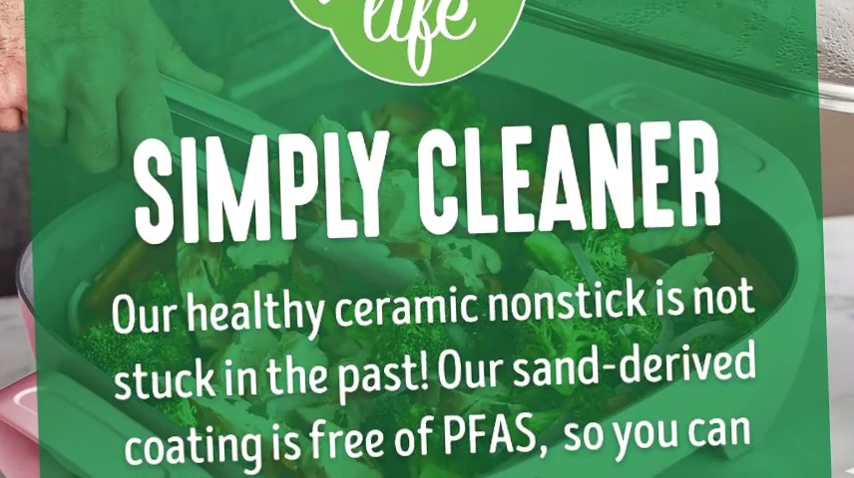 life
SIMPLY CLEANER
Our healthy ceramic nonstick is not
stuck in the past! Our sand-derived
coating is free of PFAS, so you can